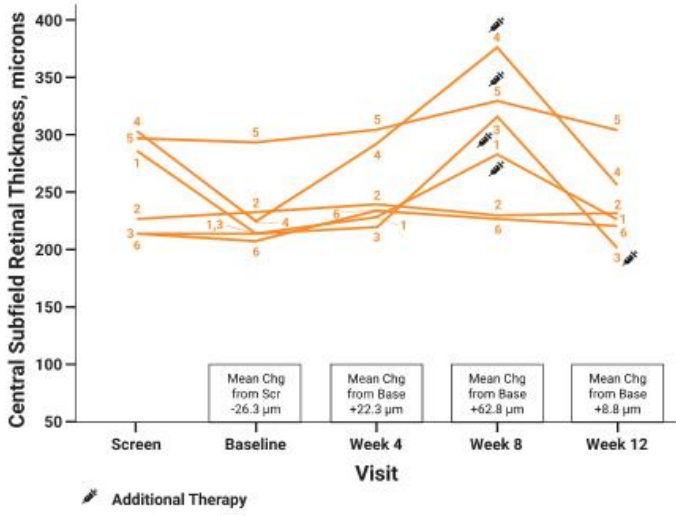 Central Subfield Retinal Thickness, microns
400
350
300
250
200
150
100
50
4
5
1
2
3
6
5
2
1,3
4
6
5
4
2
6
1
3
4
5
3
1
2
6
5
4
2
1
6
3
Mean Chg
from Scr
-26.3 µm
Mean Chg
from Base
+22.3 µm
Mean Chg
from Base
+62.8 µm
Mean Chg
from Base
+8.8 µm
Screen
Baseline
Week 4
Week 8
Week 12
Visit
Additional Therapy